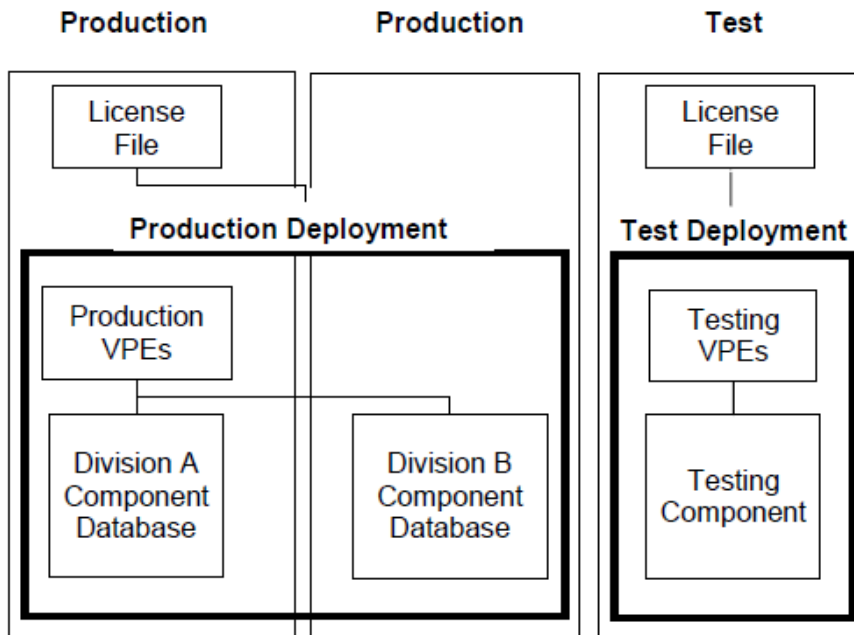 Production
Production
Test
License
File
License
File
Production Deployment
Test Deployment
Production
VPEs
Testing
VPEs
Division A
Component
Database
Division B
Component
Database
Testing
Component